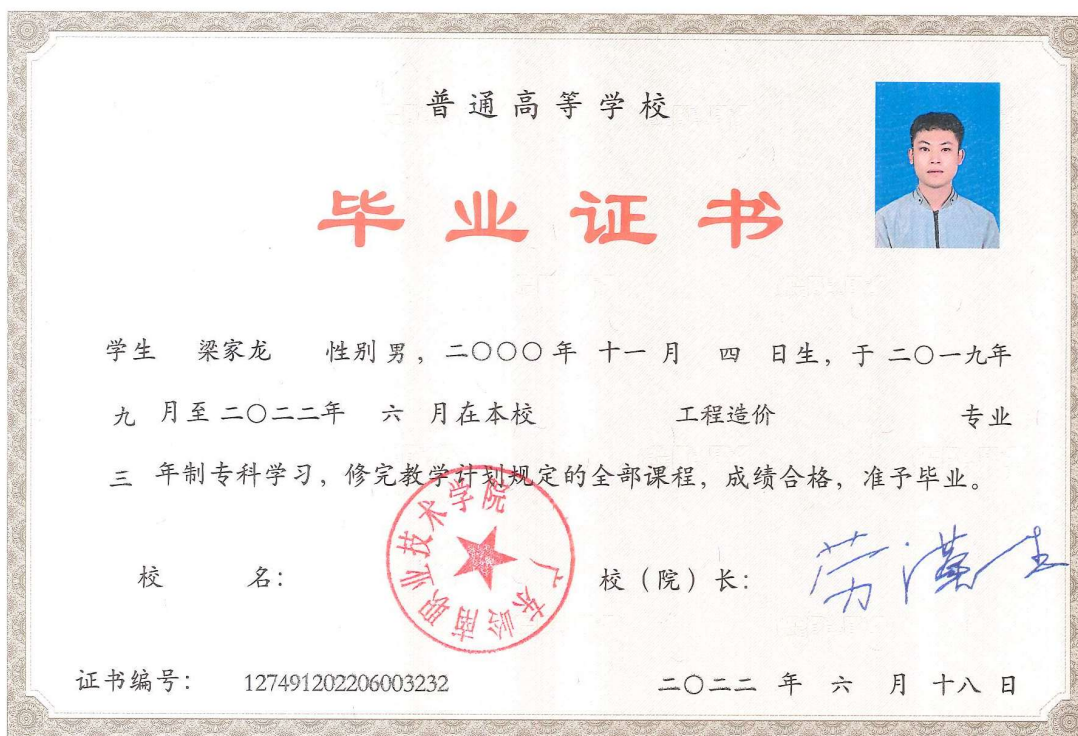 普通高等学校
毕业证书
学生 梁家龙 性别男，二〇〇〇年 十一 月 四 日生，于二〇一九年
九 月至二〇二二年 六 月在本校 工程造价 专业
三 年制专科学习，修完教学计划规定的全部课程，成绩合格，准予毕业。
广东岭南职业技术学院
校 名：
校（院）长：
证书编号： 127491202206003232
二〇二二 年 六 月 十八 日